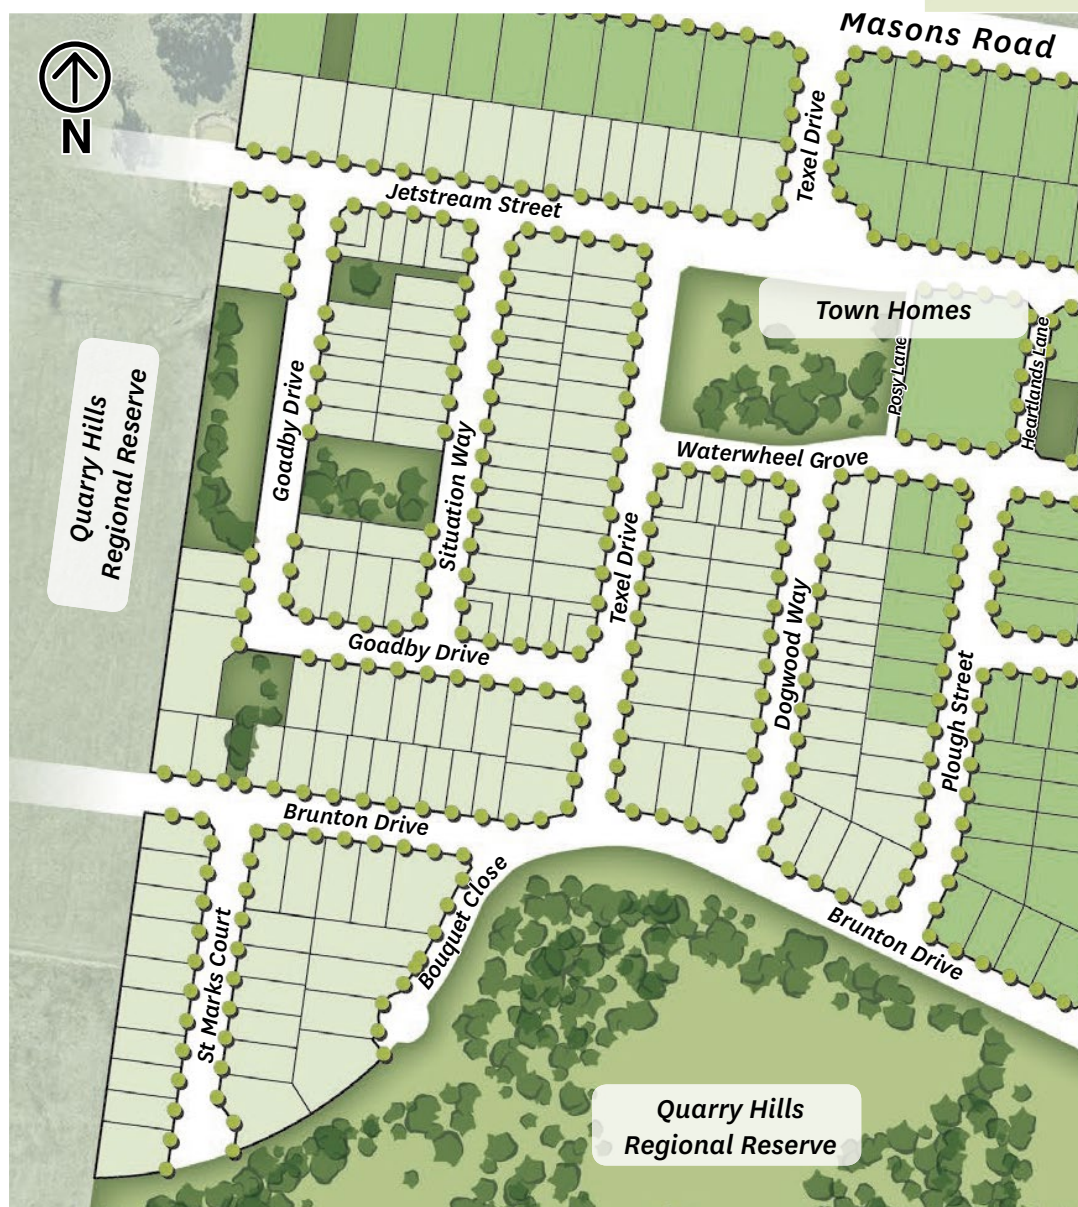 Masons Road
N
Texel Drive
Jetstream Street
Town Homes
Posy Lane
Heartlands Lane
Quarry Hills
Regional Reserve
Goadby Drive
Situation Way
Waterwheel Grove
Texel Drive
Dogwood Way
Goadby Drive
Plough Street
Brunton Drive
Bouquet Close
St Marks Court
Brunton Drive
Quarry Hills
Regional Reserve